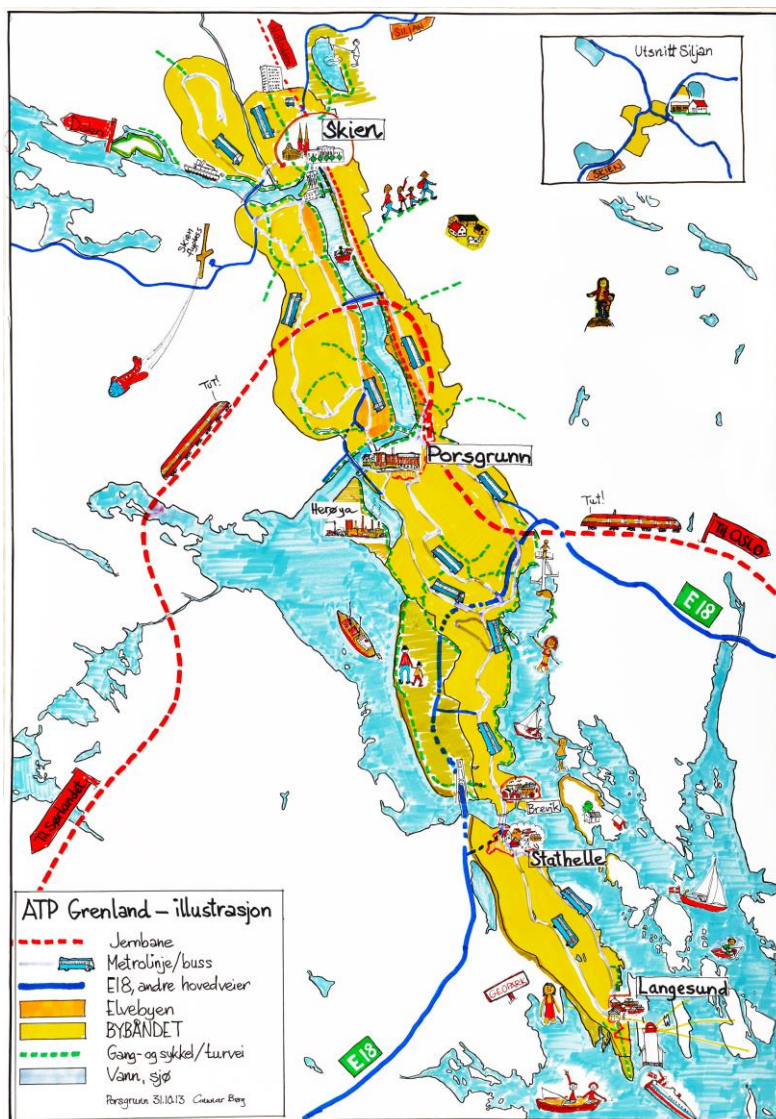 SILJAN
Utsnitt Siljan
SKIEN
Skien
Dalen
Skien
Tut!
Porsgrunn
Herøya
Tut!
Til OSLO
E18
Til Sørlandet
Brevik
Stathelle
GEOPARK
Langesund
E18
ATP Grenland – illustrasjon
Jernbane
Metrolinje/buss
E18, andre hovedveier
Elvebyen
BYBÅNDET
Gang- og sykkel/turvei
Vann, sjø
Porsgrunn 31.10.13